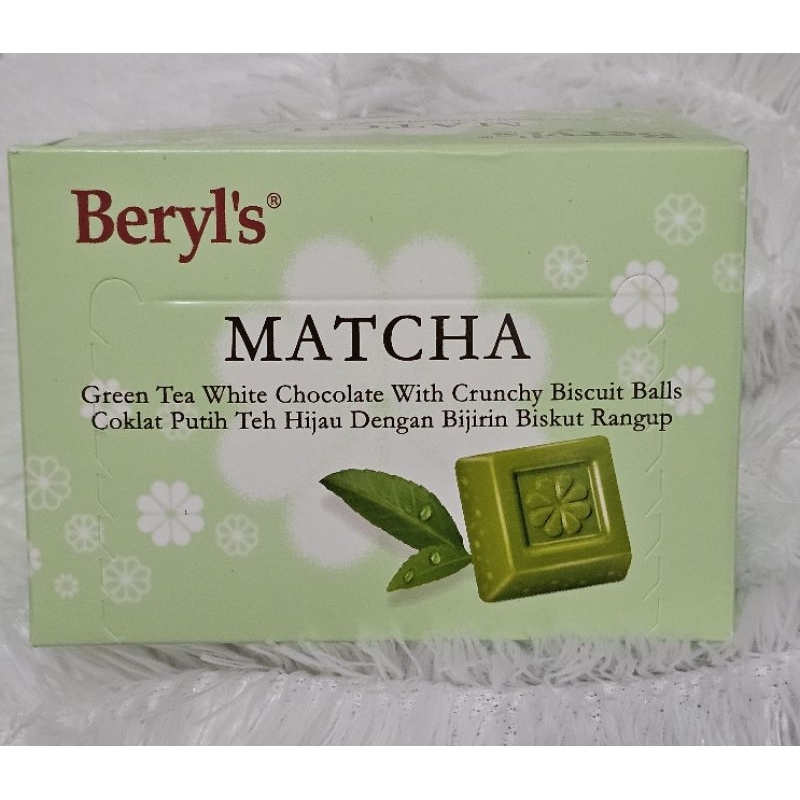 Beryl's®
MATCHA
Green Tea White Chocolate With Crunchy Biscuit Balls
Coklat Putih Teh Hijau Dengan Bijirin Biskut Rangup